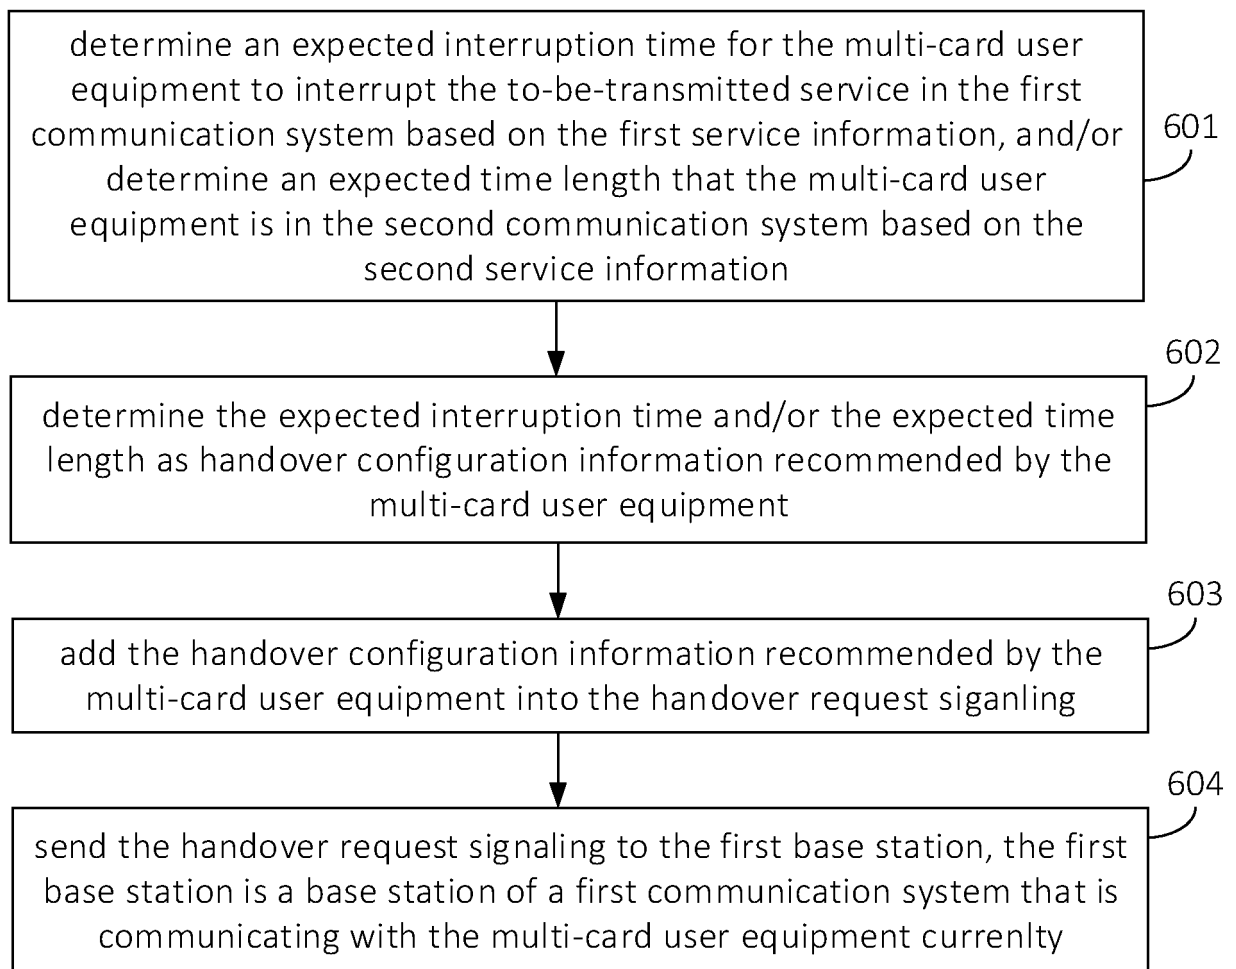 determine an expected interruption time for the multi-card user
equipment to interrupt the to-be-transmitted service in the first
communication system based on the first service information, and/or
determine an expected time length that the multi-card user
equipment is in the second communication system based on the
second service information
601
602
determine the expected interruption time and/or the expected time
length as handover configuration information recommended by the
multi-card user equipment
603
add the handover configuration information recommended by the
multi-card user equipment into the handover request siganling
604
send the handover request signaling to the first base station, the first
base station is a base station of a first communication system that is
communicating with the multi-card user equipment currenlty